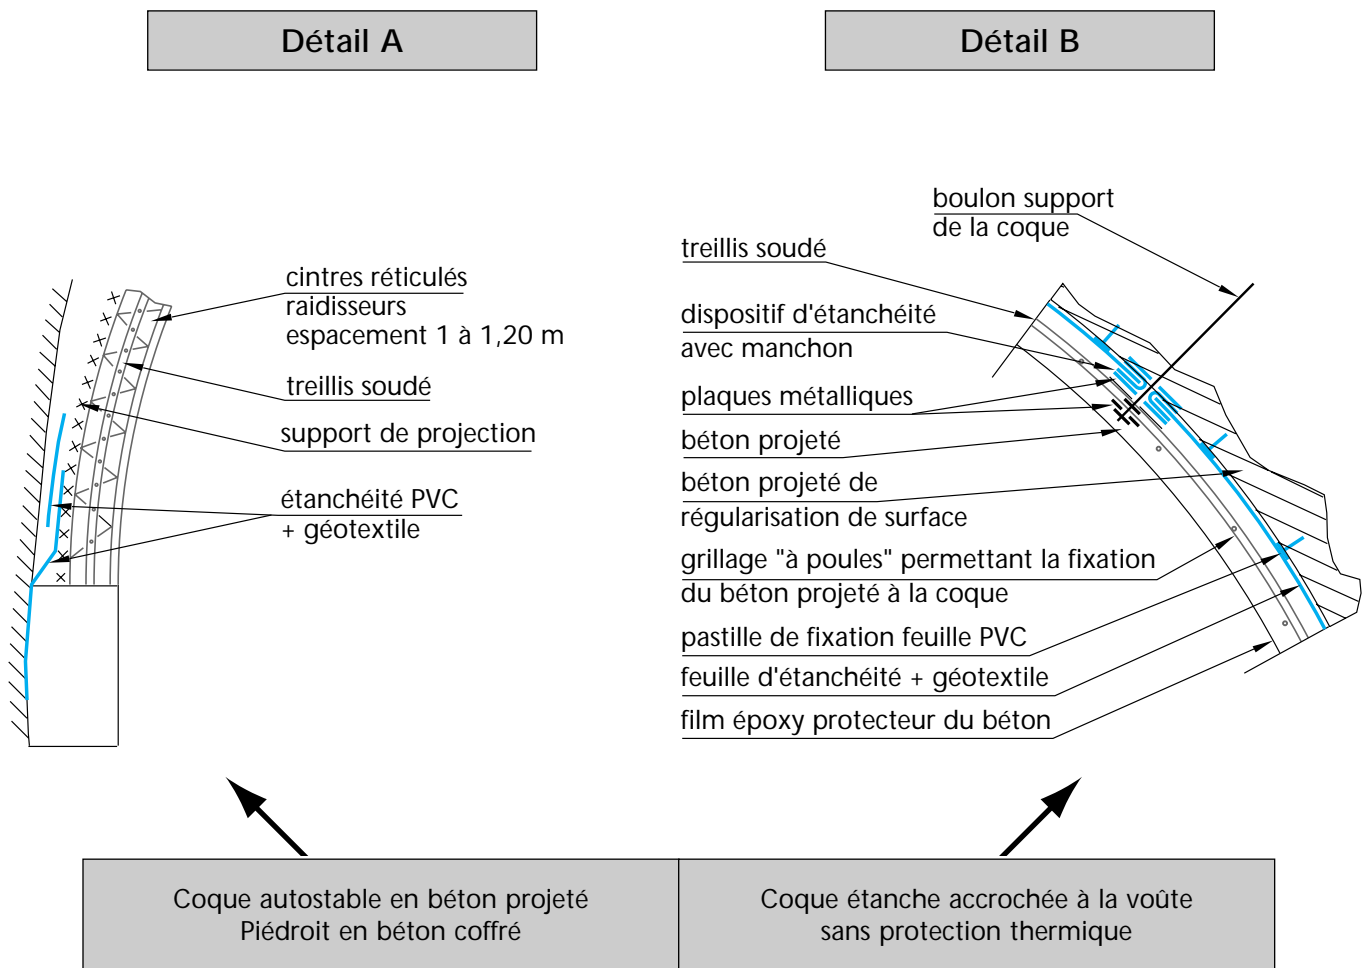 Détail A
Détail B
cintres réticulés
raidisseurs
espacement 1 à 1,20 m
treillis soudé
support de projection
étanchéité PVC
+ géotextile
boulon support
de la coque
treillis soudé
dispositif d'étanchéité
avec manchon
plaques métalliques
béton projeté
béton projeté de
régularisation de surface
grillage "à poules" permettant la fixation
du béton projeté à la coque
pastille de fixation feuille PVC
feuille d'étanchéité + géotextile
film époxy protecteur du béton
Coque autostable en béton projeté
Piédroit en béton coffré
Coque étanche accrochée à la voûte
sans protection thermique